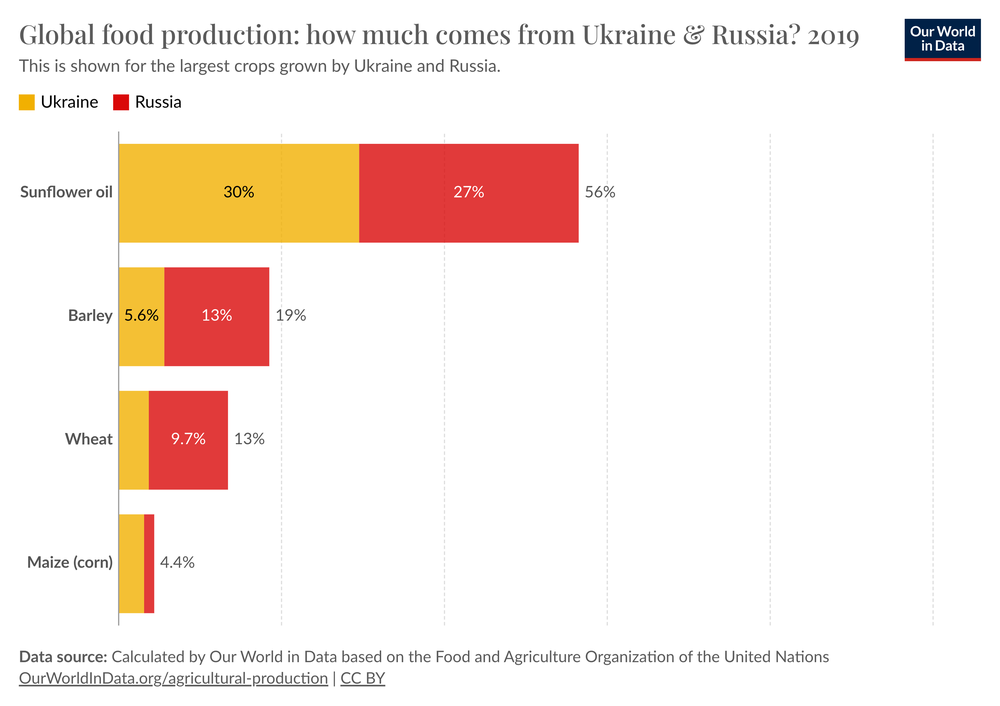 Global food production: how much comes from Ukraine & Russia? 2019
Our World
in Data
This is shown for the largest crops grown by Ukraine and Russia.
Ukraine Russia
Sunflower oil 30% 27% 56%
Barley 5.6% 13% 19%
Wheat 9.7% 13%
Maize (corn) 4.4%
Data source: Calculated by Our World in Data based on the Food and Agriculture Organization of the United Nations
OurWorldInData.org/agricultural-production | CC BY